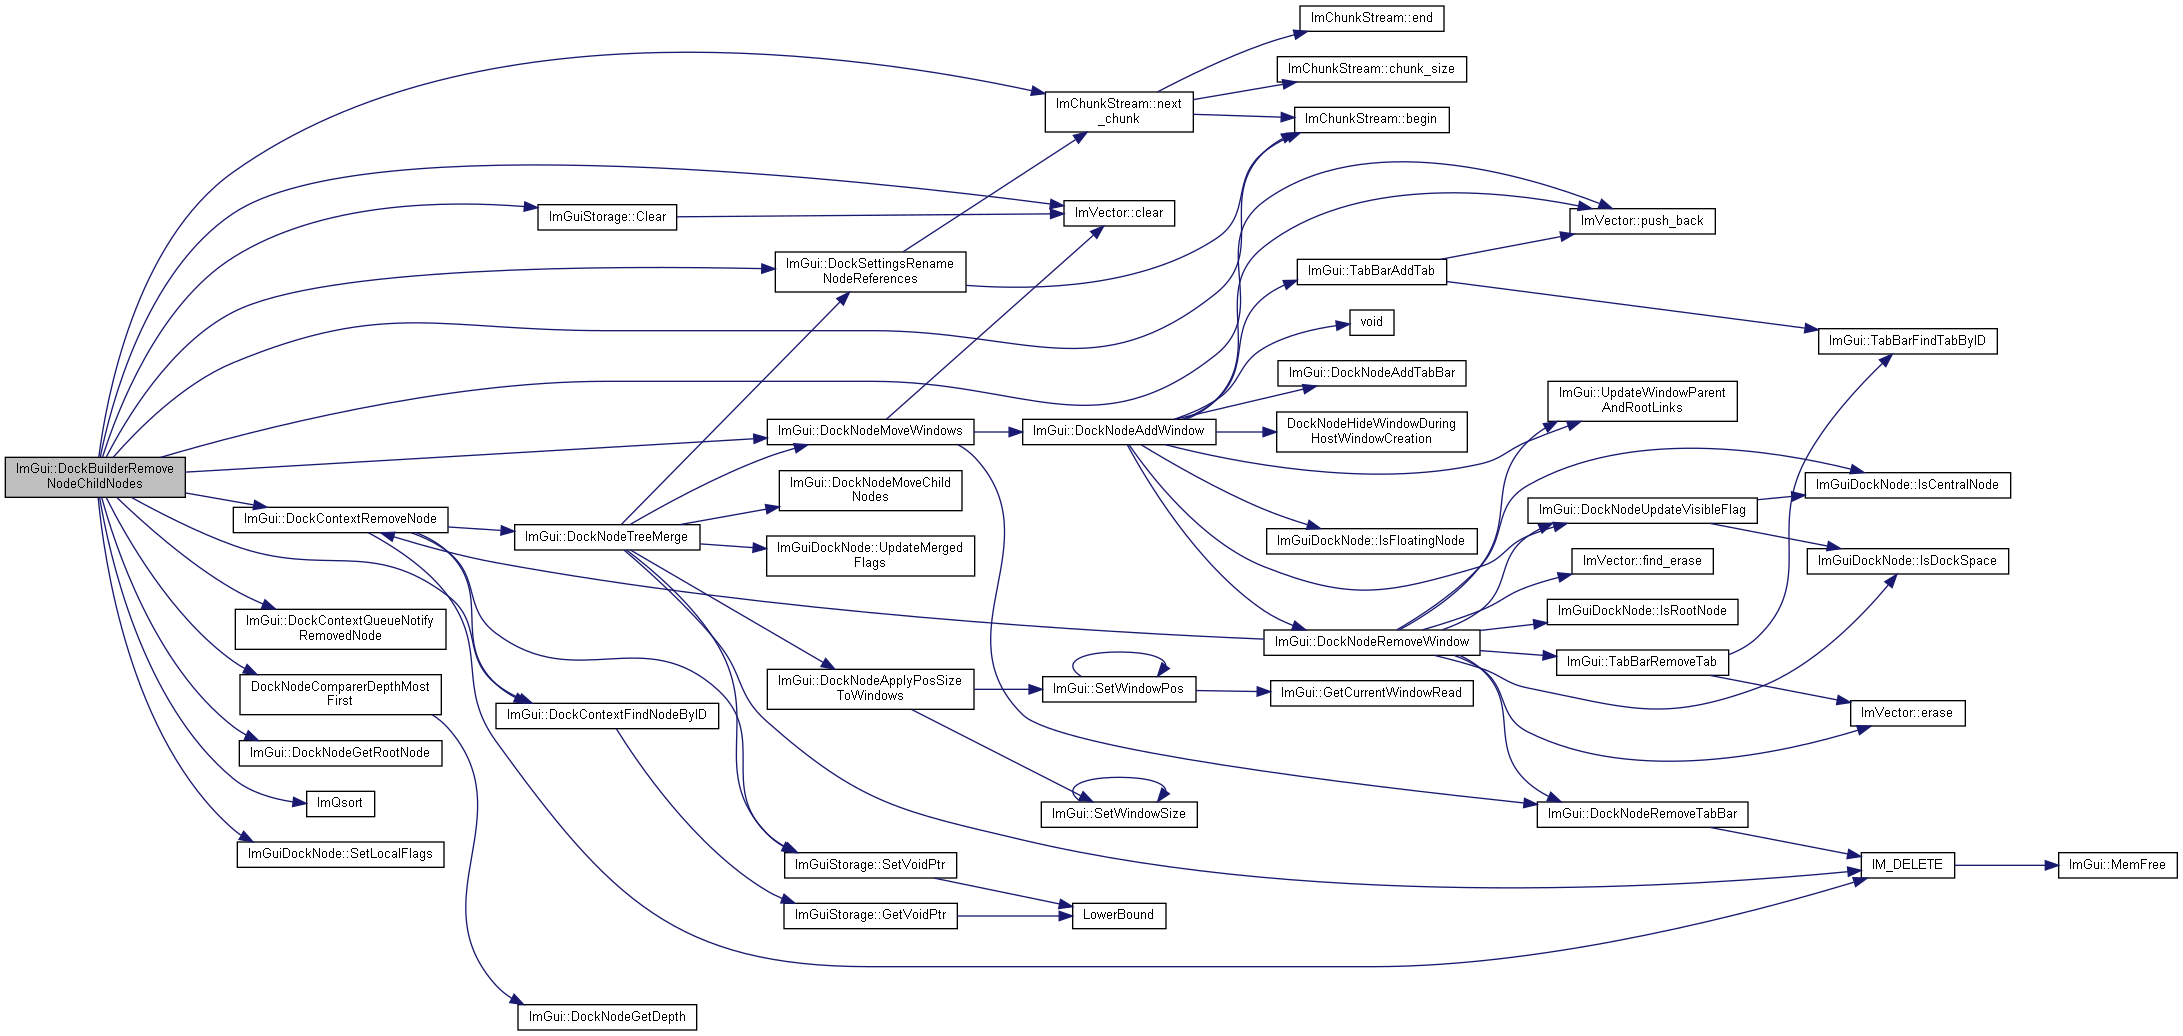 ImChunkStream::end
ImChunkStream::chunk_size
ImChunkStream::next
_chunk
ImChunkStream::begin
ImGuiStorage::Clear
ImVector::clear
ImVector::push_back
ImGui::DockSettingsRename
NodeReferences
ImGui::TabBarAddTab
void
ImGui::TabBarFindTabByID
ImGui::DockNodeAddTabBar
ImGui::UpdateWindowParent
AndRootLinks
ImGui::DockNodeMoveWindows
ImGui::DockNodeAddWindow
DockNodeHideWindowDuring
HostWindowCreation
ImGui::DockBuilderRemove
NodeChildNodes
ImGui::DockNodeMoveChild
Nodes
ImGuiDockNode::IsCentralNode
ImGui::DockContextRemoveNode
ImGui::DockNodeTreeMerge
ImGui::DockNodeUpdateVisibleFlag
ImGuiDockNode::IsFloatingNode
ImGuiDockNode::UpdateMerged
Flags
ImVector::find_erase
ImGuiDockNode::IsDockSpace
ImGui::DockContextQueueNotify
RemovedNode
ImGuiDockNode::IsRootNode
ImGui::DockNodeRemoveWindow
ImGui::TabBarRemoveTab
DockNodeComparerDepthMost
First
ImGui::DockNodeApplyPosSize
ToWindows
ImGui::SetWindowPos
ImGui::GetCurrentWindowRead
ImGui::DockContextFindNodeByID
ImVector::erase
ImGui::DockNodeGetRootNode
ImQsort
ImGui::SetWindowSize
ImGui::DockNodeRemoveTabBar
ImGuiDockNode::SetLocalFlags
ImGuiStorage::SetVoidPtr
IM_DELETE
ImGui::MemFree
ImGuiStorage::GetVoidPtr
LowerBound
ImGui::DockNodeGetDepth